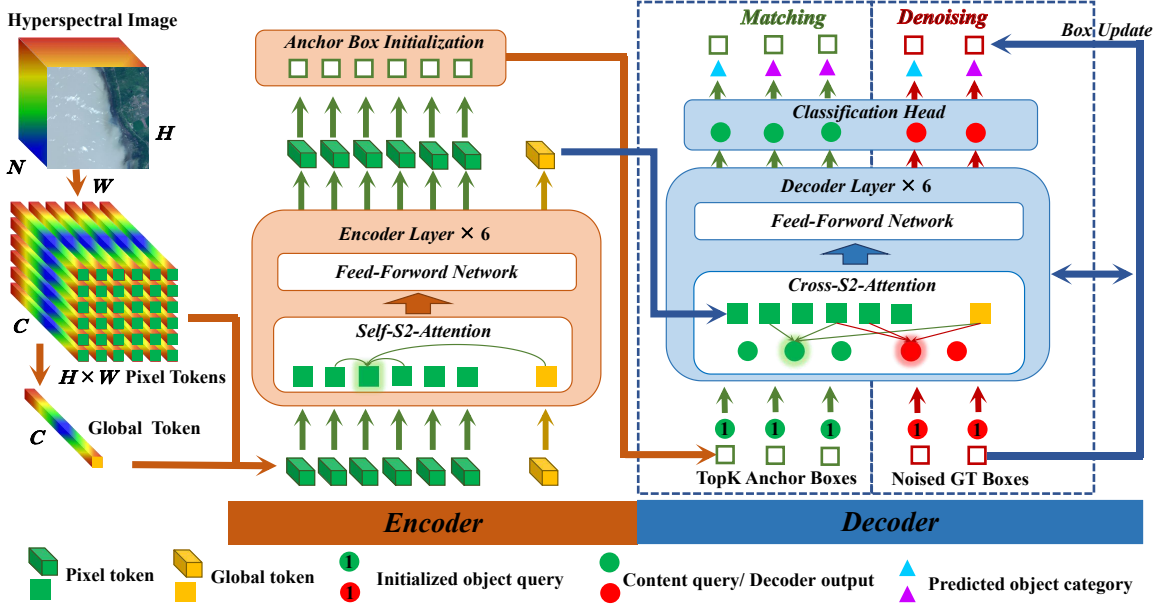 Hyperspectral Image
H
N
W
C
H × W Pixel Tokens
C
Global Token
Anchor Box Initialization
Encoder Layer × 6
Feed-Forword Network
Self-S2-Attention
Encoder
Matching
Denoising
Box Update
Classification Head
Decoder Layer × 6
Feed-Forword Network
Cross-S2-Attention
1 1 1 1 1
TopK Anchor Boxes
Noised GT Boxes
Decoder
Pixel token
Global token
1
1
Initialized object query
Content query/ Decoder output
Predicted object category